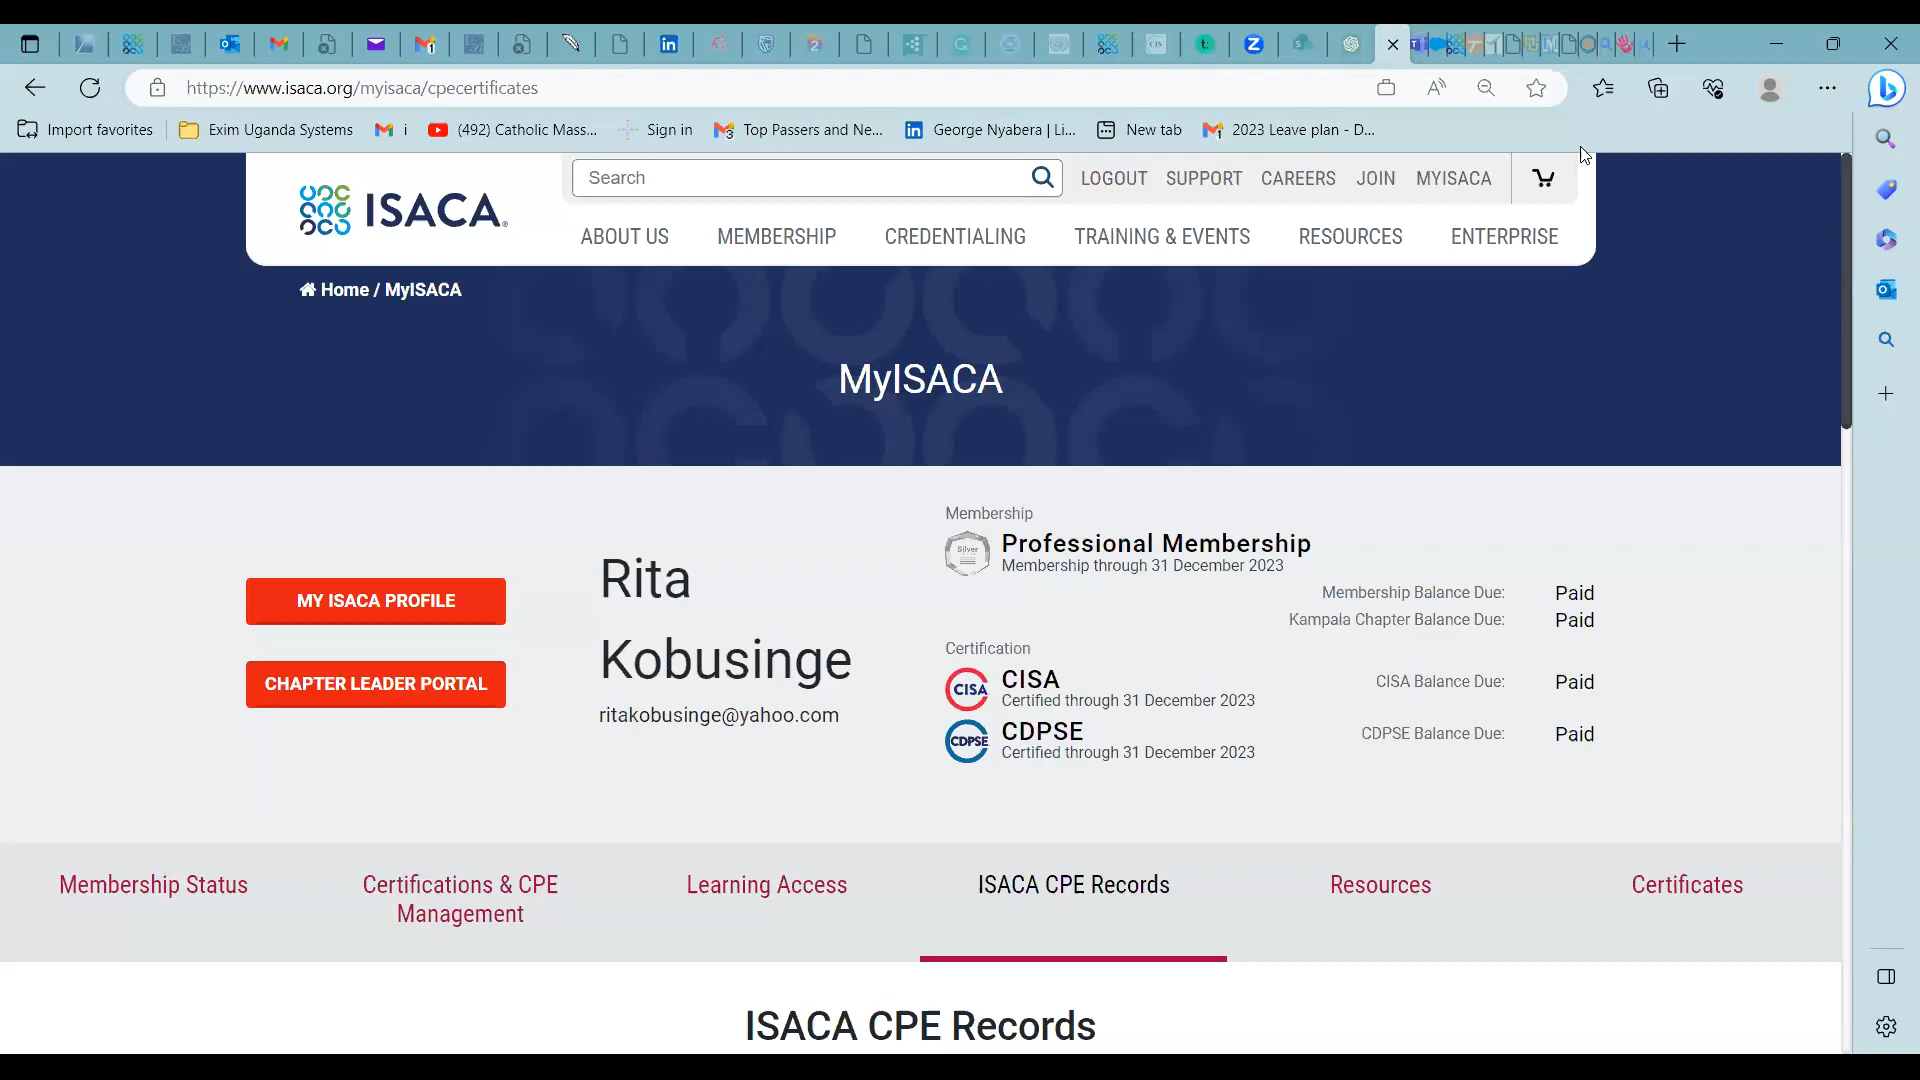 https://www.isaca.org/myisaca/cpecertificates
Import favorites
Exim Uganda Systems
i
(492) Catholic Mass...
Sign in
Top Passers and Ne...
George Nyabera | Li...
New tab
2023 Leave plan - D...
ISACA
Search
LOGOUT
SUPPORT
CAREERS
JOIN
MYISACA
ABOUT US
MEMBERSHIP
CREDENTIALING
TRAINING & EVENTS
RESOURCES
ENTERPRISE
Home / MyISACA
MyISACA
MY ISACA PROFILE
CHAPTER LEADER PORTAL
Rita
Kobusinge
ritakobusinge@yahoo.com
Membership
Silver
Professional Membership
Membership through 31 December 2023
Membership Balance Due: Paid
Kampala Chapter Balance Due: Paid
Certification
CISA
CISA
Certified through 31 December 2023
CISA Balance Due: Paid
CDPSE
CDPSE
Certified through 31 December 2023
CDPSE Balance Due: Paid
Membership Status
Certifications & CPE
Management
Learning Access
ISACA CPE Records
Resources
Certificates
ISACA CPE Records